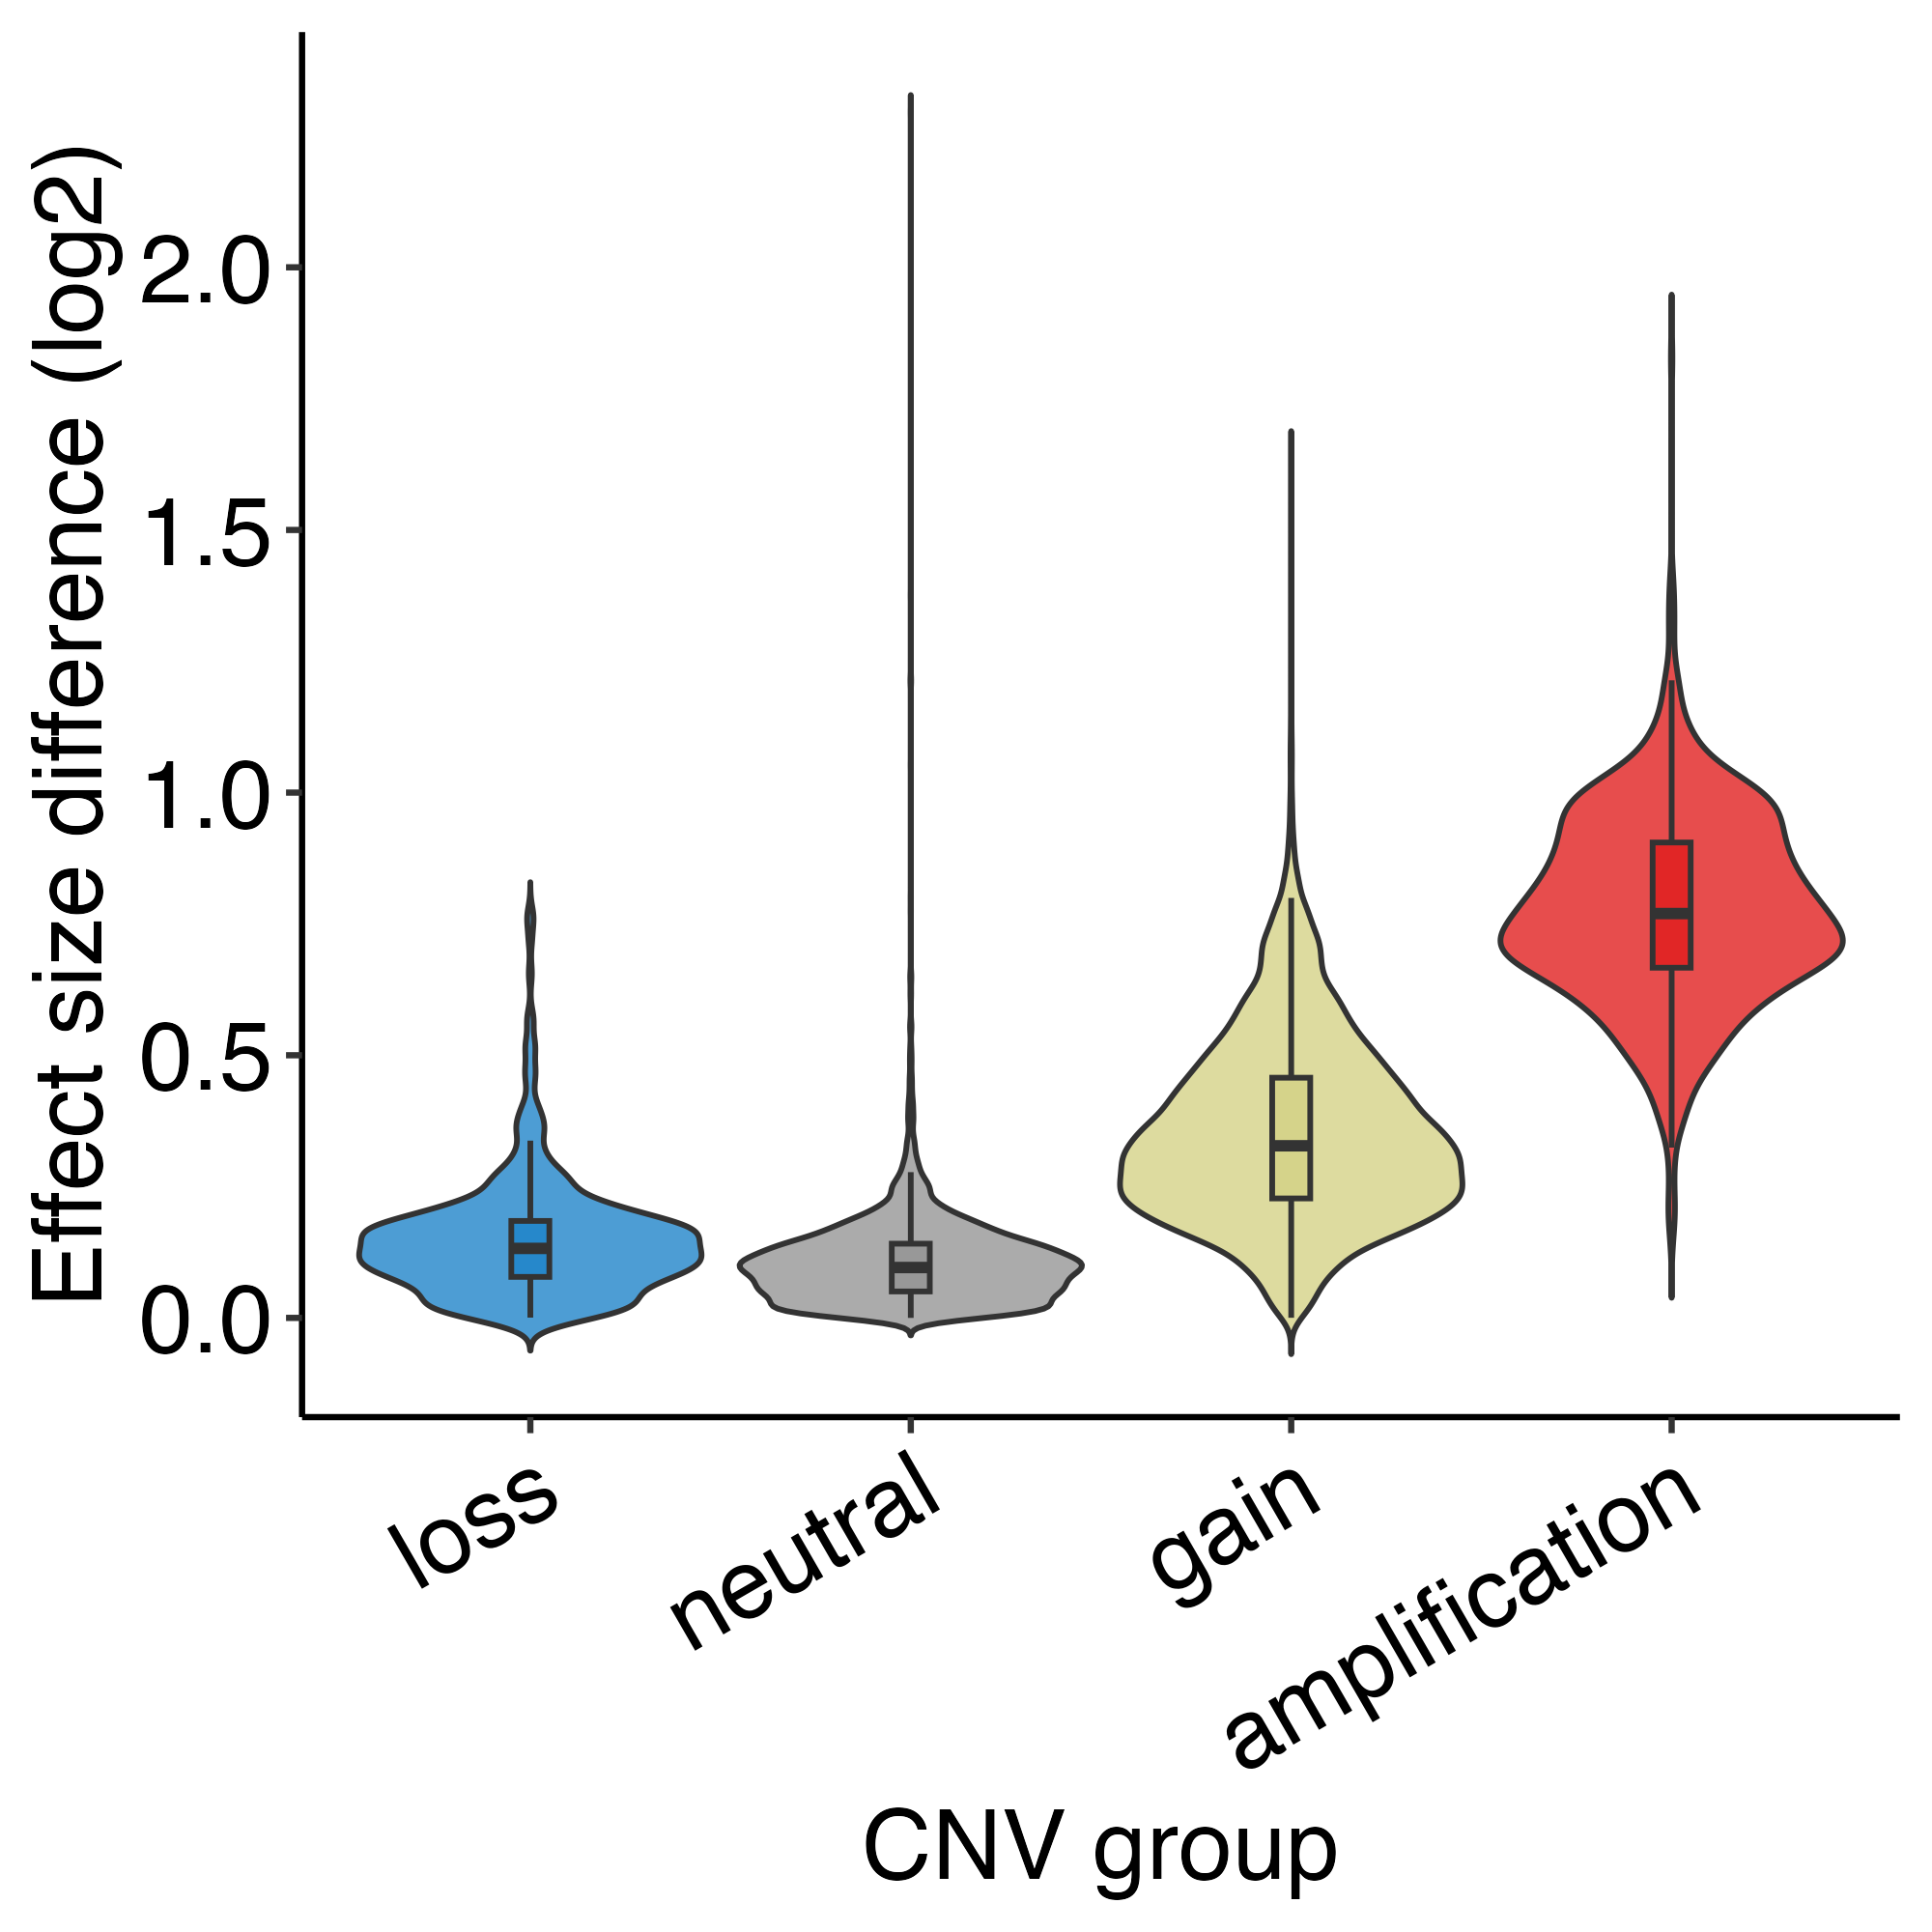 Effect size difference (log2)
2.0
1.5
1.0
0.5
0.0
loss
neutral
gain
amplification
CNV group